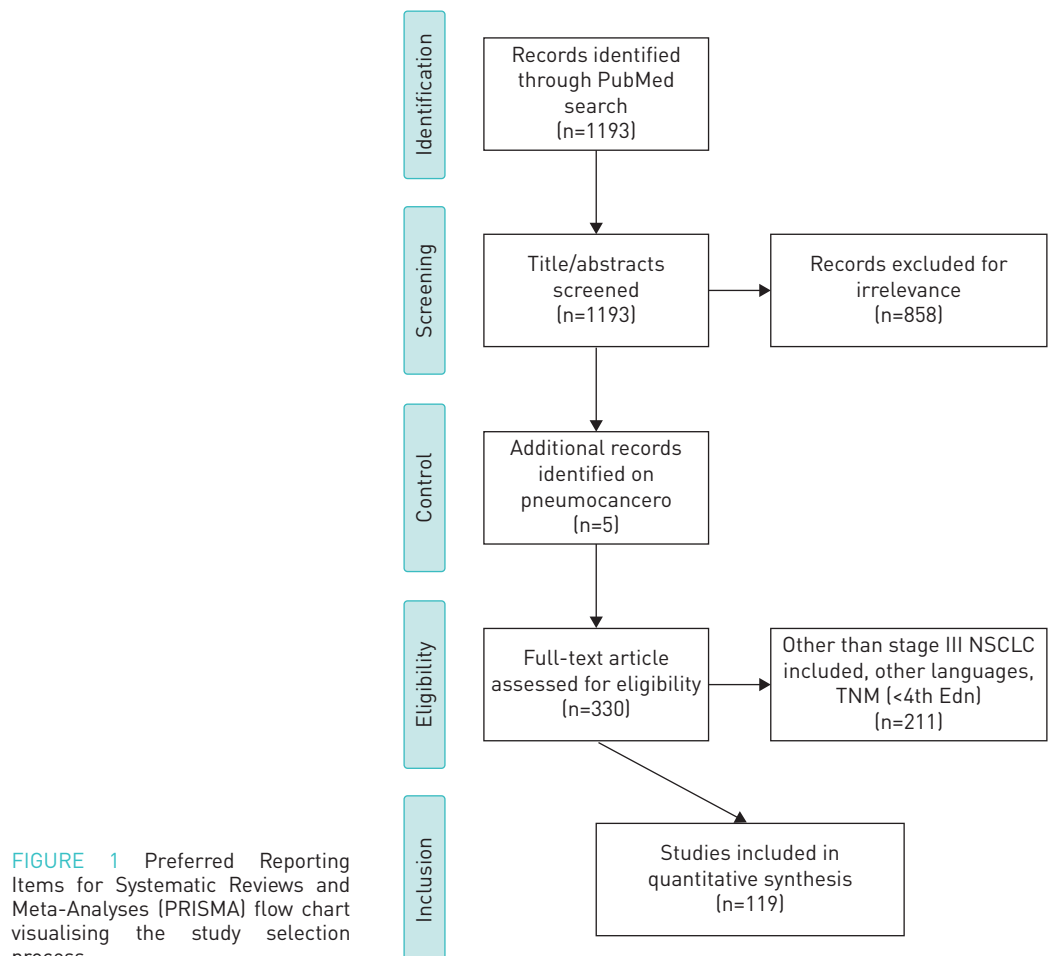 Identification
Records identified
through PubMed
search
(n=1193)
Screening
Title/abstracts
screened
(n=1193)
Records excluded for
irrelevance
(n=858)
Control
Additional records
identified on
pneumocancero
(n=5)
Eligibility
Full-text article
assessed for eligibility
(n=330)
Other than stage III NSCLC
included, other languages,
TNM (<4th Edn)
(n=211)
Inclusion
Studies included in
quantitative synthesis
(n=119)
FIGURE 1 Preferred Reporting
Items for Systematic Reviews and
Meta-Analyses (PRISMA) flow chart
visualising the study selection